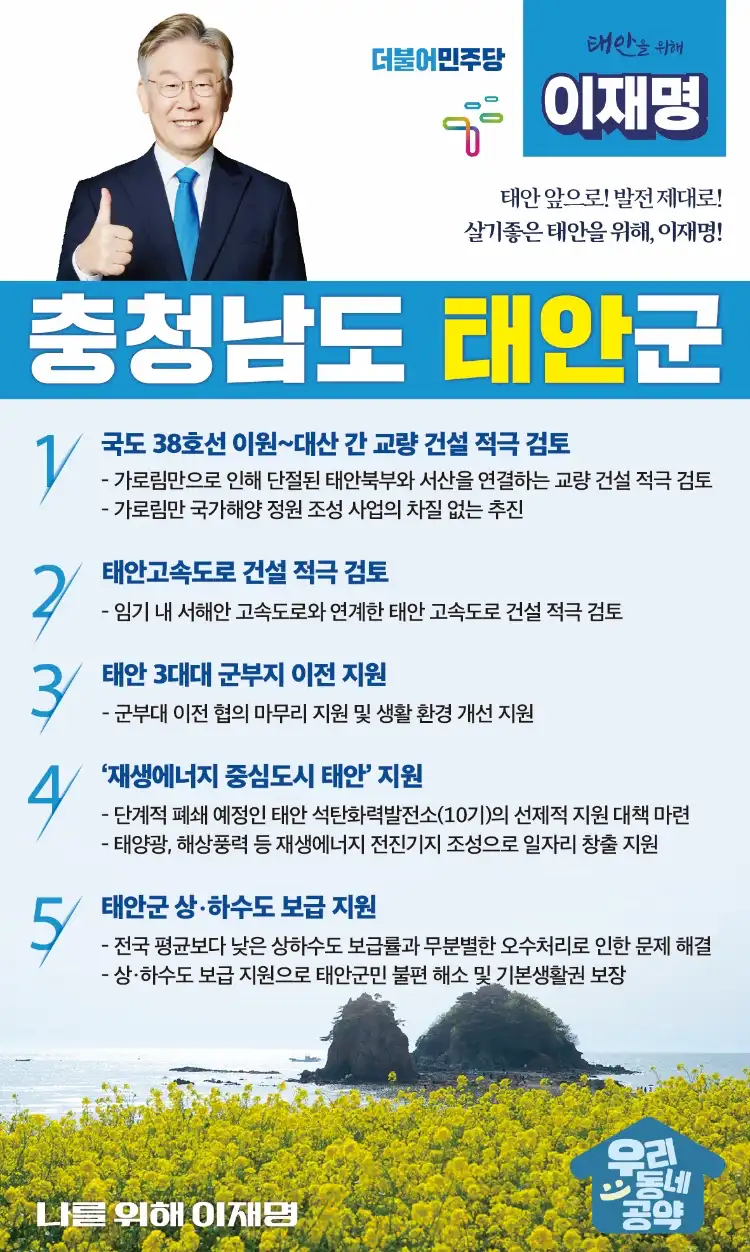 더불어민주당
태안을 위해
이재명
태안 앞으로! 발전 제대로!
살기좋은 태안을 위해, 이재명!
충청남도 태안군
1 국도 38호선 이원~대산 간 교량 건설 적극 검토
- 가로림만으로 인해 단절된 태안북부와 서산을 연결하는 교량 건설 적극 검토
- 가로림만 국가해양 정원 조성 사업의 차질 없는 추진
2 태안고속도로 건설 적극 검토
- 임기 내 서해안 고속도로와 연계한 태안 고속도로 건설 적극 검토
3 태안 3대대 군부지 이전 지원
- 군부대 이전 협의 마무리 지원 및 생활 환경 개선 지원
4 ‘재생에너지 중심도시 태안’ 지원
- 단계적 폐쇄 예정인 태안 석탄화력발전소(10기)의 선제적 지원 대책 마련
- 태양광, 해상풍력 등 재생에너지 전진기지 조성으로 일자리 창출 지원
5 태안군 상·하수도 보급 지원
- 전국 평균보다 낮은 상하수도 보급률과 무분별한 오수처리로 인한 문제 해결
- 상·하수도 보급 지원으로 태안군민 불편 해소 및 기본생활권 보장
나를 위해 이재명
우리
동네
공약